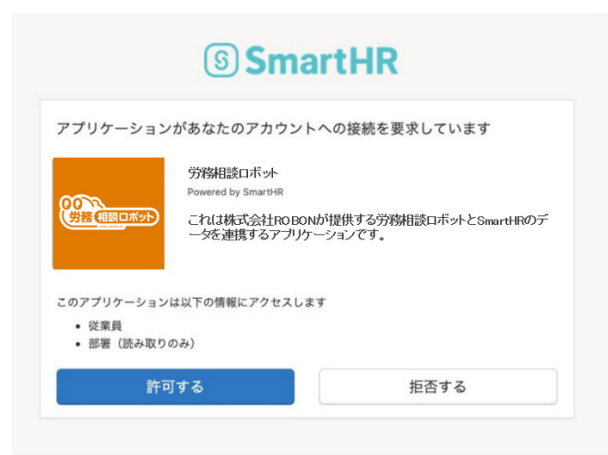 SmartHR
アプリケーションがあなたのアカウントへの接続を要求しています
労務 相談ロボット
労務相談ロボット
Powered by SmartHR
これは株式会社ROBONが提供する労務相談ロボットとSmartHRのデ
ータを連携するアプリケーションです。
このアプリケーションは以下の情報にアクセスします
• 従業員
• 部署（読み取りのみ）
許可する
拒否する